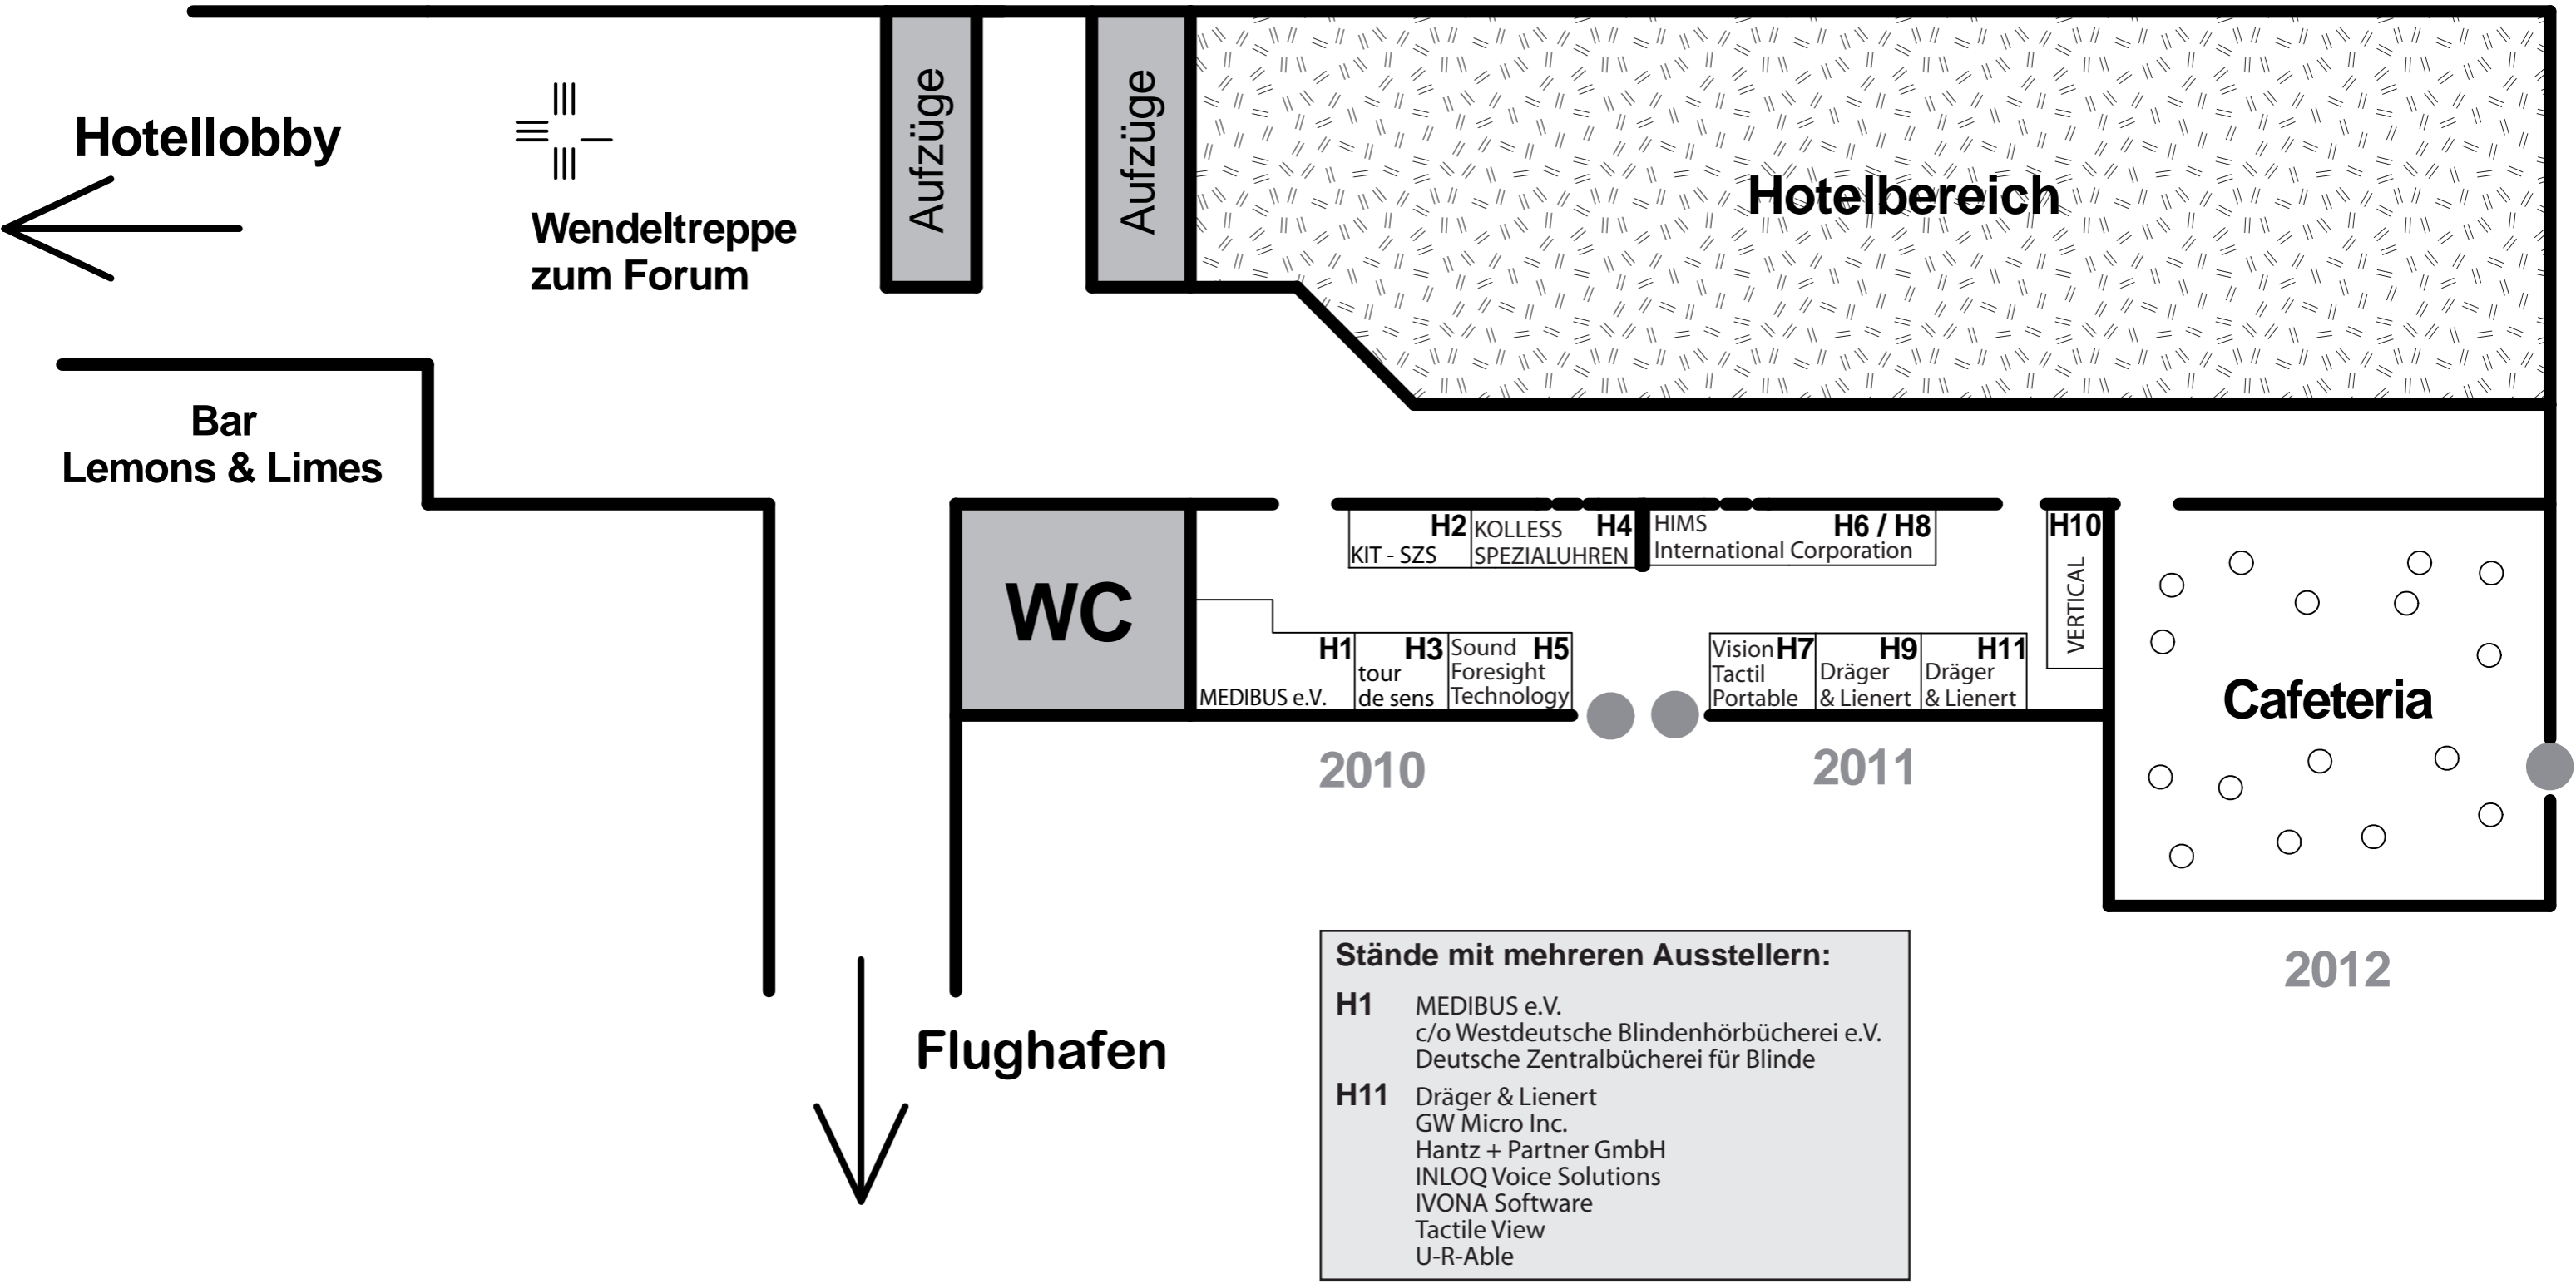 Hotellobby
Wendeltreppe
zum Forum
Aufzüge
Aufzüge
Hotelbereich
Bar
Lemons & Limes
WC
H2
KIT - SZS
KOLLESS H4
SPEZIALUHREN
HIMS H6 / H8
International Corporation
H10
VERTICAL
H1
MEDIBUS e.V.
H3
tour
de sens
Sound H5
Foresight
Technology
Vision H7
Tactil
Portable
H9
Dräger
& Lienert
H11
Dräger
& Lienert
Cafeteria
2010
2011
2012
Flughafen
Stände mit mehreren Ausstellern:
H1 MEDIBUS e.V.
c/o Westdeutsche Blindenhörbücherei e.V.
Deutsche Zentralbücherei für Blinde
H11 Dräger & Lienert
GW Micro Inc.
Hantz + Partner GmbH
INLOQ Voice Solutions
IVONA Software
Tactile View
U-R-Able